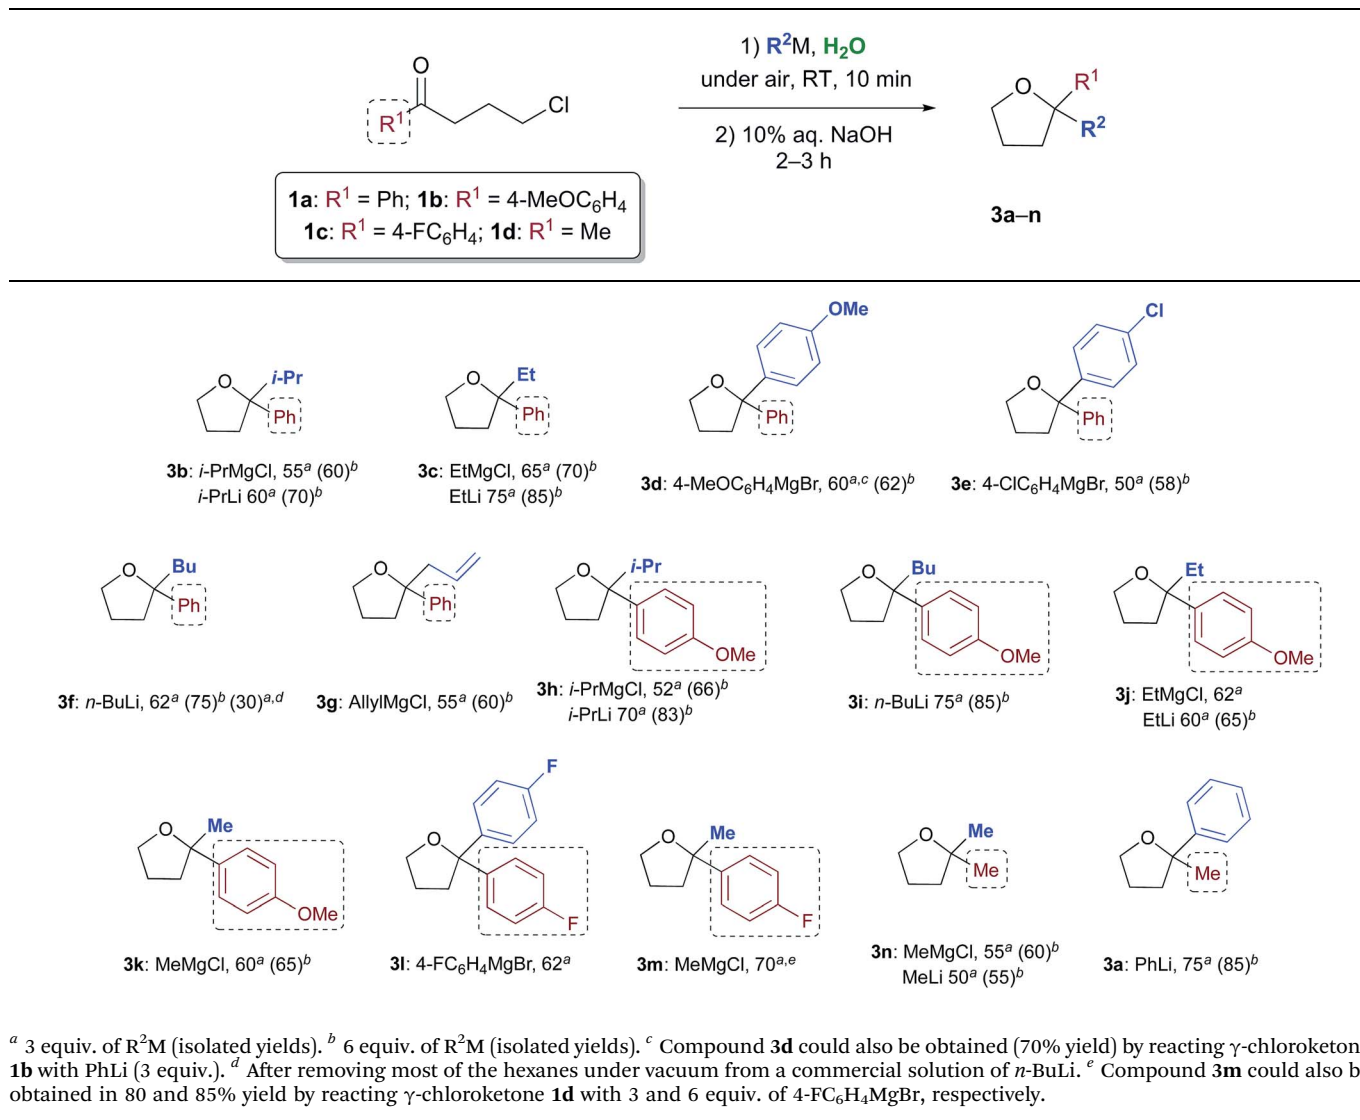 O
R¹
Cl
1) R²M, H₂O
under air, RT, 10 min
2) 10% aq. NaOH
2–3 h
O
R¹
R²
3a–n
1a: R¹ = Ph; 1b: R¹ = 4-MeOC₆H₄
1c: R¹ = 4-FC₆H₄; 1d: R¹ = Me
O
i-Pr
Ph
3b: i-PrMgCl, 55ᵃ (60)ᵇ
i-PrLi 60ᵃ (70)ᵇ
O
Et
Ph
3c: EtMgCl, 65ᵃ (70)ᵇ
EtLi 75ᵃ (85)ᵇ
OMe
O
Ph
3d: 4-MeOC₆H₄MgBr, 60ᵃ,ᶜ (62)ᵇ
Cl
O
Ph
3e: 4-ClC₆H₄MgBr, 50ᵃ (58)ᵇ
O
Bu
Ph
3f: n-BuLi, 62ᵃ (75)ᵇ (30)ᵃ,ᵈ
O
Ph
3g: AllylMgCl, 55ᵃ (60)ᵇ
O
i-Pr
OMe
3h: i-PrMgCl, 52ᵃ (66)ᵇ
i-PrLi 70ᵃ (83)ᵇ
O
Bu
OMe
3i: n-BuLi 75ᵃ (85)ᵇ
O
Et
OMe
3j: EtMgCl, 62ᵃ
EtLi 60ᵃ (65)ᵇ
O
Me
OMe
3k: MeMgCl, 60ᵃ (65)ᵇ
F
O
F
3l: 4-FC₆H₄MgBr, 62ᵃ
O
Me
F
3m: MeMgCl, 70ᵃ,ᵉ
O
Me
Me
3n: MeMgCl, 55ᵃ (60)ᵇ
MeLi 50ᵃ (55)ᵇ
O
Me
3a: PhLi, 75ᵃ (85)ᵇ
ᵃ 3 equiv. of R²M (isolated yields). ᵇ 6 equiv. of R²M (isolated yields). ᶜ Compound 3d could also be obtained (70% yield) by reacting γ-chloroketon
1b with PhLi (3 equiv.). ᵈ After removing most of the hexanes under vacuum from a commercial solution of n-BuLi. ᵉ Compound 3m could also b
obtained in 80 and 85% yield by reacting γ-chloroketone 1d with 3 and 6 equiv. of 4-FC₆H₄MgBr, respectively.